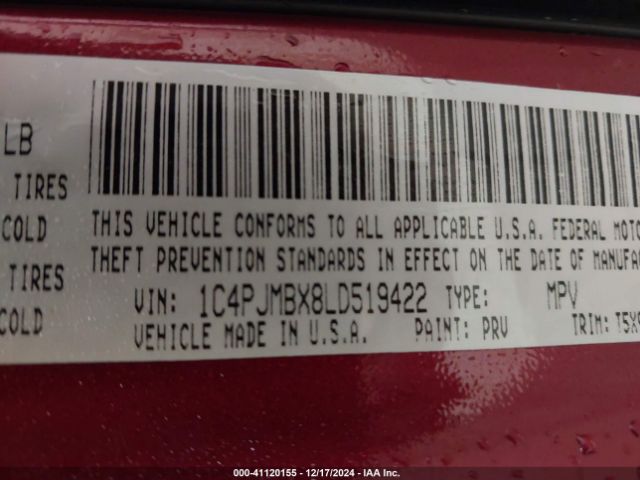 LB
TIRES
COLD
TIRES
COLD
THIS VEHICLE CONFORMS TO ALL APPLICABLE U.S.A. FEDERAL MOTO
THEFT PREVENTION STANDARDS IN EFFECT ON THE DATE OF MANUFA
VIN: 1C4PJMBX8LD519422 TYPE: MPV
VEHICLE MADE IN U.S.A. PAINT: PRV TRIM: T5X
000-41120155 - 12/17/2024 - IAA Inc.